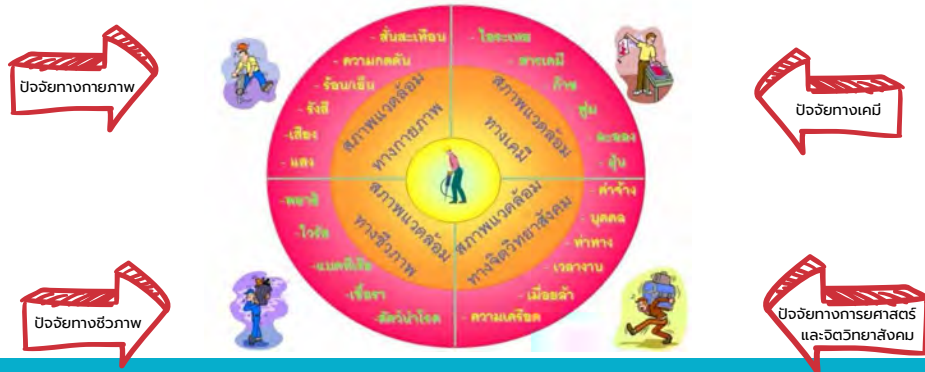 ปัจจัยทางกายภาพ
ปัจจัยทางเคมี
ปัจจัยทางชีวภาพ
ปัจจัยทางการยศาสตร์
และจิตวิทยาสังคม
สภาพแวดล้อม
ทางกายภาพ
- สั่นสะเทือน
- ความกดดัน
- ร้อน/เย็น
- รังสี
-เสียง
- แสง
สภาพแวดล้อม
ทางเคมี
- ไอระเหย
- สารเคมี
ก๊าซ
ฟูม
ละออง
- ฝุ่น
สภาพแวดล้อม
ทางชีวภาพ
-พยาธิ
-ไวรัส
-แบคทีเรีย
-เชื้อรา
-สัตว์นำโรค
สภาพแวดล้อม
ทางจิตวิทยาสังคม
- ค่าจ้าง
- บุคคล
- ท่าทาง
- เวลางาน
- เมื่อยล้า
- ความเครียด